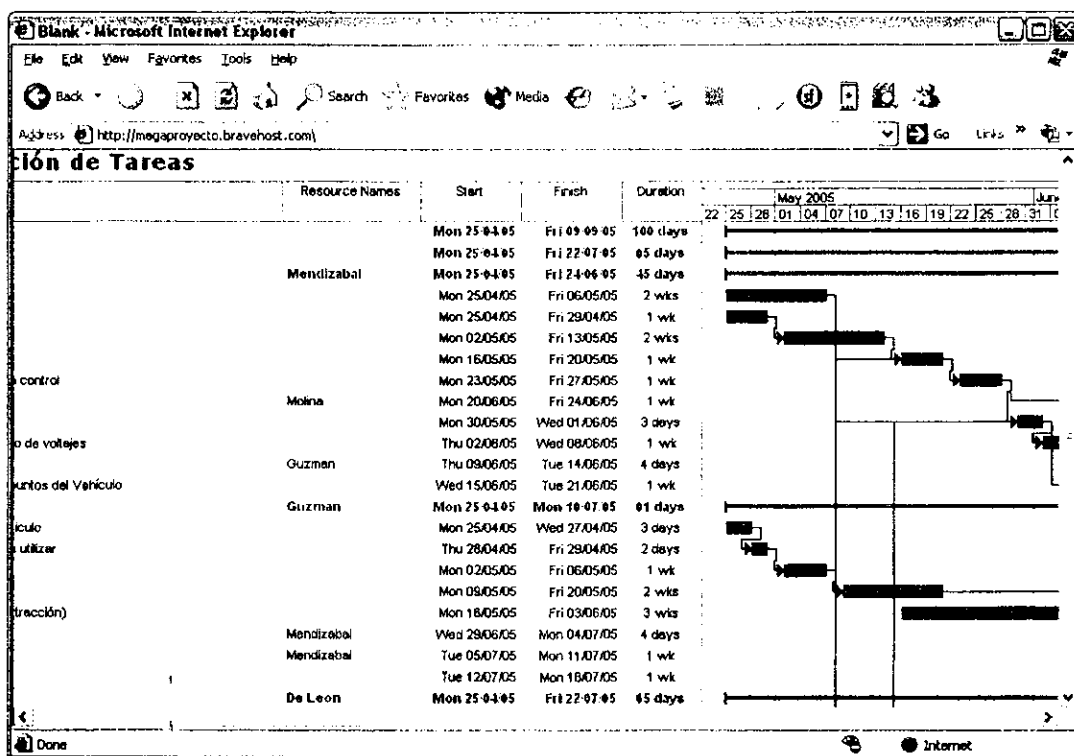 Blank - Microsoft Internet Explorer
File Edit View Favorites Tools Help
Back Search Favorites Media
Address http://megaproyecto.bravehost.com\ Go Links »
ción de Tareas
Resource Names Start Finish Duration May 2005 June
22 25 28 01 04 07 10 13 16 19 22 25 28 31 0
Mon 25/04/05 Fri 09/09/05 100 days
Mon 25/04/05 Fri 22/07/05 65 days
Mendizabal Mon 25/04/05 Fri 24/06/05 45 days
Mon 25/04/05 Fri 06/05/05 2 wks
Mon 25/04/05 Fri 29/04/05 1 wk
Mon 02/05/05 Fri 13/05/05 2 wks
Mon 16/05/05 Fri 20/05/05 1 wk
control Mon 23/05/05 Fri 27/05/05 1 wk
Molina Mon 20/06/05 Fri 24/06/05 1 wk
Mon 30/05/05 Wed 01/06/05 3 days
o de voltajes Thu 02/06/05 Wed 08/06/05 1 wk
Guzman Thu 09/06/05 Tue 14/06/05 4 days
untos del Vehículo Wed 15/06/05 Tue 21/06/05 1 wk
Guzman Mon 25/04/05 Mon 18/07/05 61 days
ículo Mon 25/04/05 Wed 27/04/05 3 days
utilizar Thu 28/04/05 Fri 29/04/05 2 days
Mon 02/05/05 Fri 06/05/05 1 wk
Mon 09/05/05 Fri 20/05/05 2 wks
tracción) Mon 16/05/05 Fri 03/06/05 3 wks
Mendizabal Wed 29/06/05 Mon 04/07/05 4 days
Mendizabal Tue 05/07/05 Mon 11/07/05 1 wk
Tue 12/07/05 Mon 18/07/05 1 wk
De Leon Mon 25/04/05 Fri 22/07/05 65 days
Done Internet